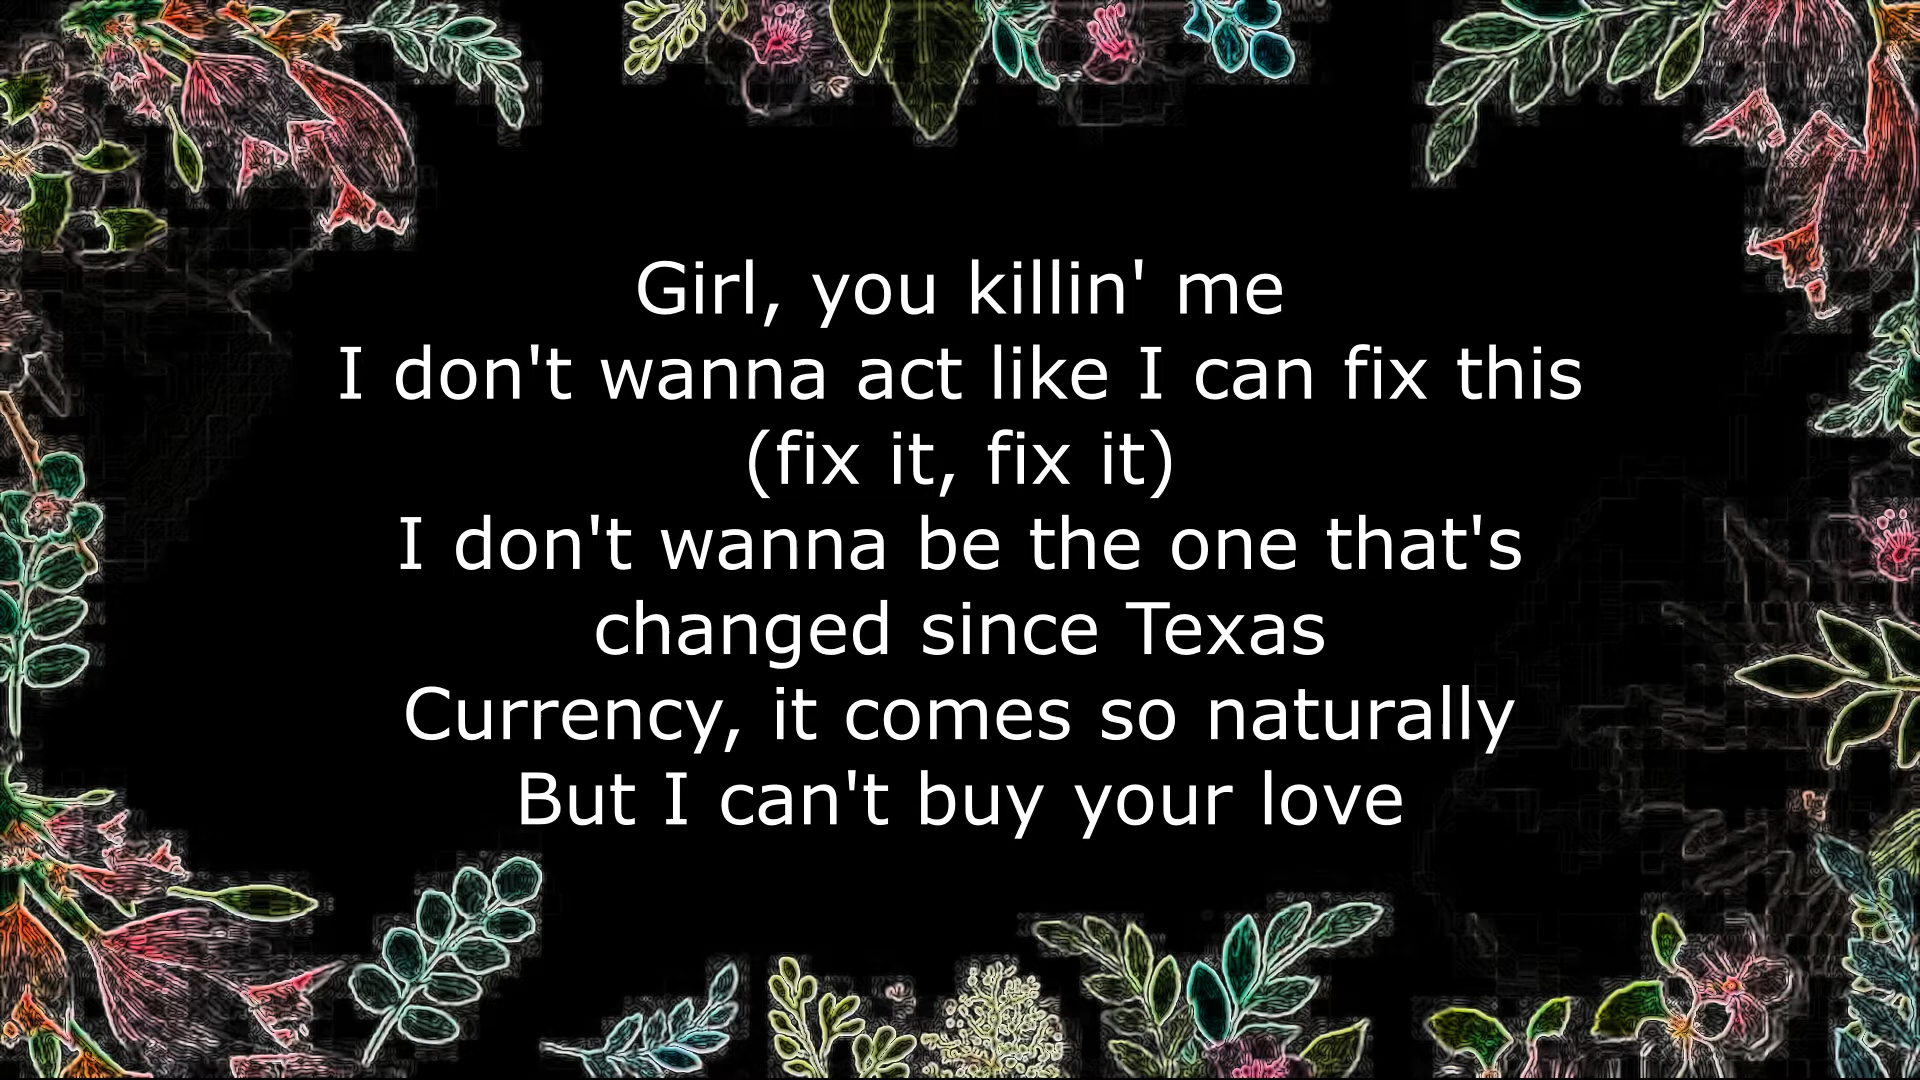 Girl, you killin' me
I don't wanna act like I can fix this
(fix it, fix it)
I don't wanna be the one that's
changed since Texas
Currency, it comes so naturally
But I can't buy your love